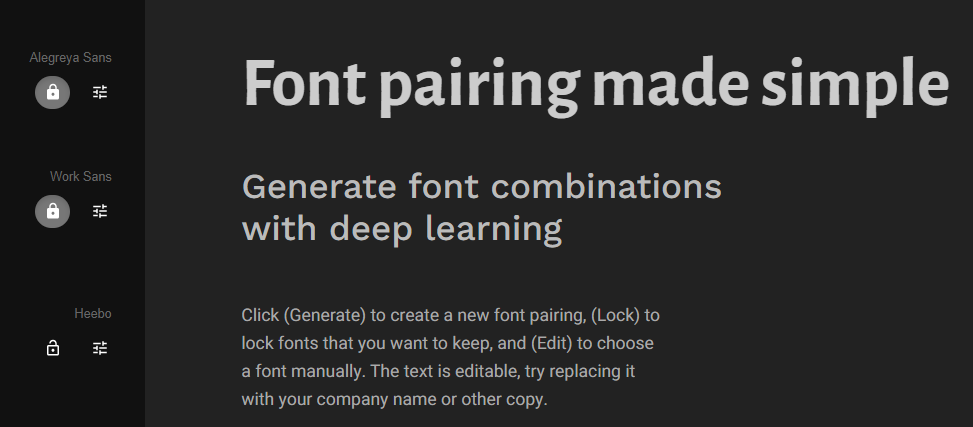 Alegreya Sans
Font pairing made simple
Work Sans
Generate font combinations
with deep learning
Heebo
Click (Generate) to create a new font pairing, (Lock) to
lock fonts that you want to keep, and (Edit) to choose
a font manually. The text is editable, try replacing it
with your company name or other copy.